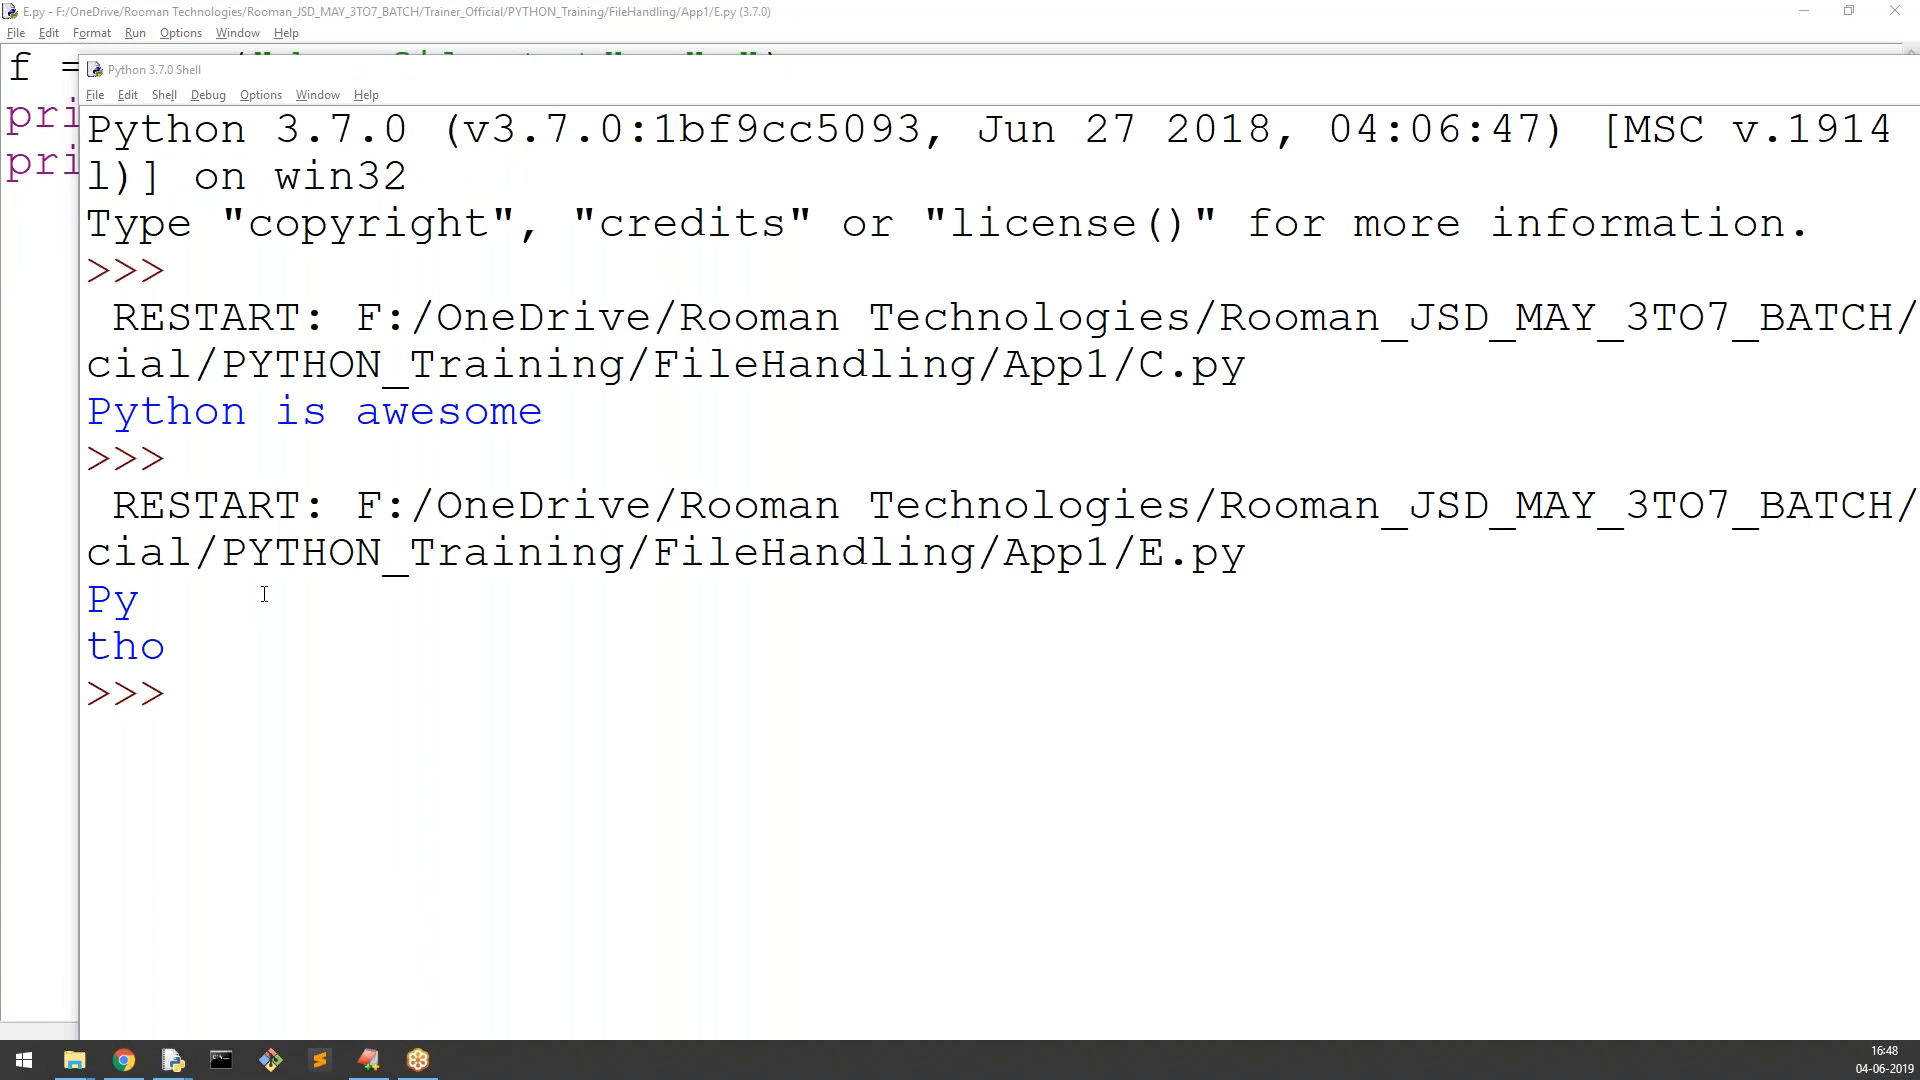 E.py - F:/OneDrive/Rooman Technologies/Rooman_JSD_MAY_3TO7_BATCH/Trainer_Official/PYTHON_Training/FileHandling/App1/E.py (3.7.0)
File Edit Format Run Options Window Help
f =
Python 3.7.0 Shell
File Edit Shell Debug Options Window Help
pri
pri
Python 3.7.0 (v3.7.0:1bf9cc5093, Jun 27 2018, 04:06:47) [MSC v.1914
l)] on win32
Type "copyright", "credits" or "license()" for more information.
>>>
RESTART: F:/OneDrive/Rooman Technologies/Rooman_JSD_MAY_3TO7_BATCH/
cial/PYTHON_Training/FileHandling/App1/C.py
Python is awesome
>>>
RESTART: F:/OneDrive/Rooman Technologies/Rooman_JSD_MAY_3TO7_BATCH/
cial/PYTHON_Training/FileHandling/App1/E.py
Py
tho
>>>
16:48
04-06-2019